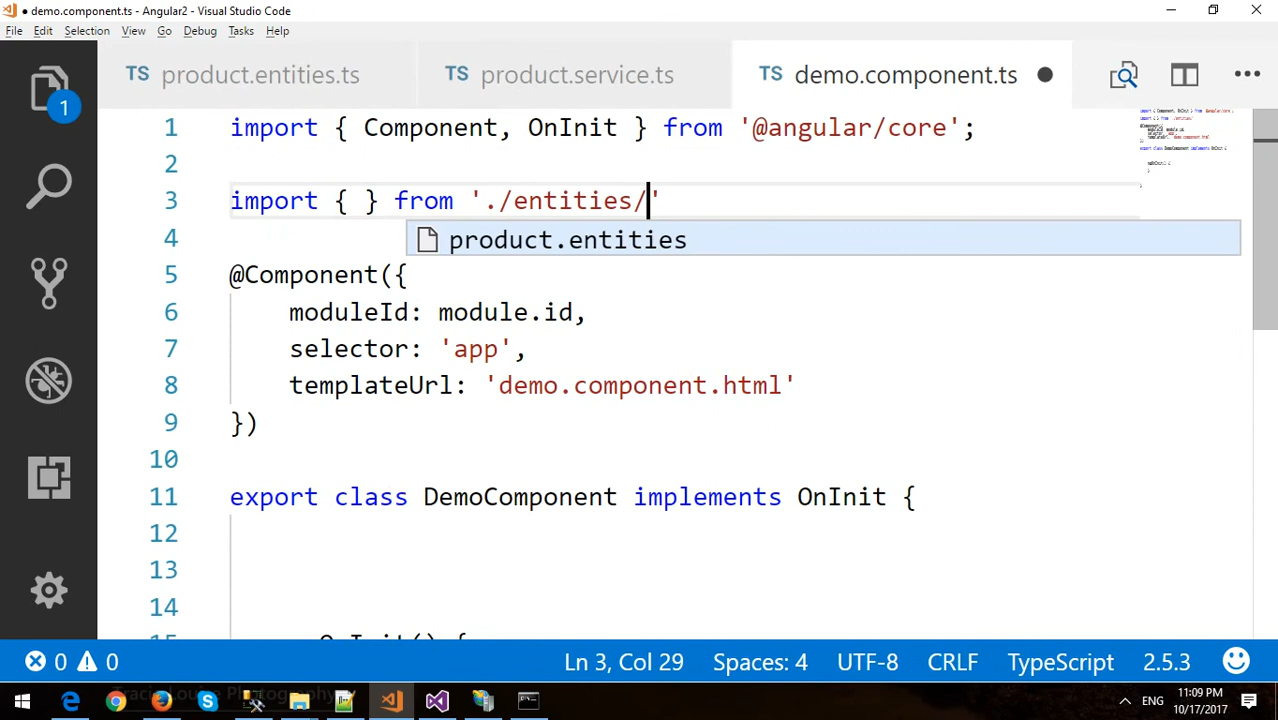 demo.component.ts - Angular2 - Visual Studio Code
File Edit Selection View Go Debug Tasks Help
TS product.entities.ts TS product.service.ts TS demo.component.ts
1
1 import { Component, OnInit } from '@angular/core';
2
3 import { } from './entities/'
product.entities
4
5 @Component({
6 moduleId: module.id,
7 selector: 'app',
8 templateUrl: 'demo.component.html'
9 })
10
11 export class DemoComponent implements OnInit {
12
13
14
0 0 Ln 3, Col 29 Spaces: 4 UTF-8 CRLF TypeScript 2.5.3
Photography
ENG
11:09 PM
10/17/2017